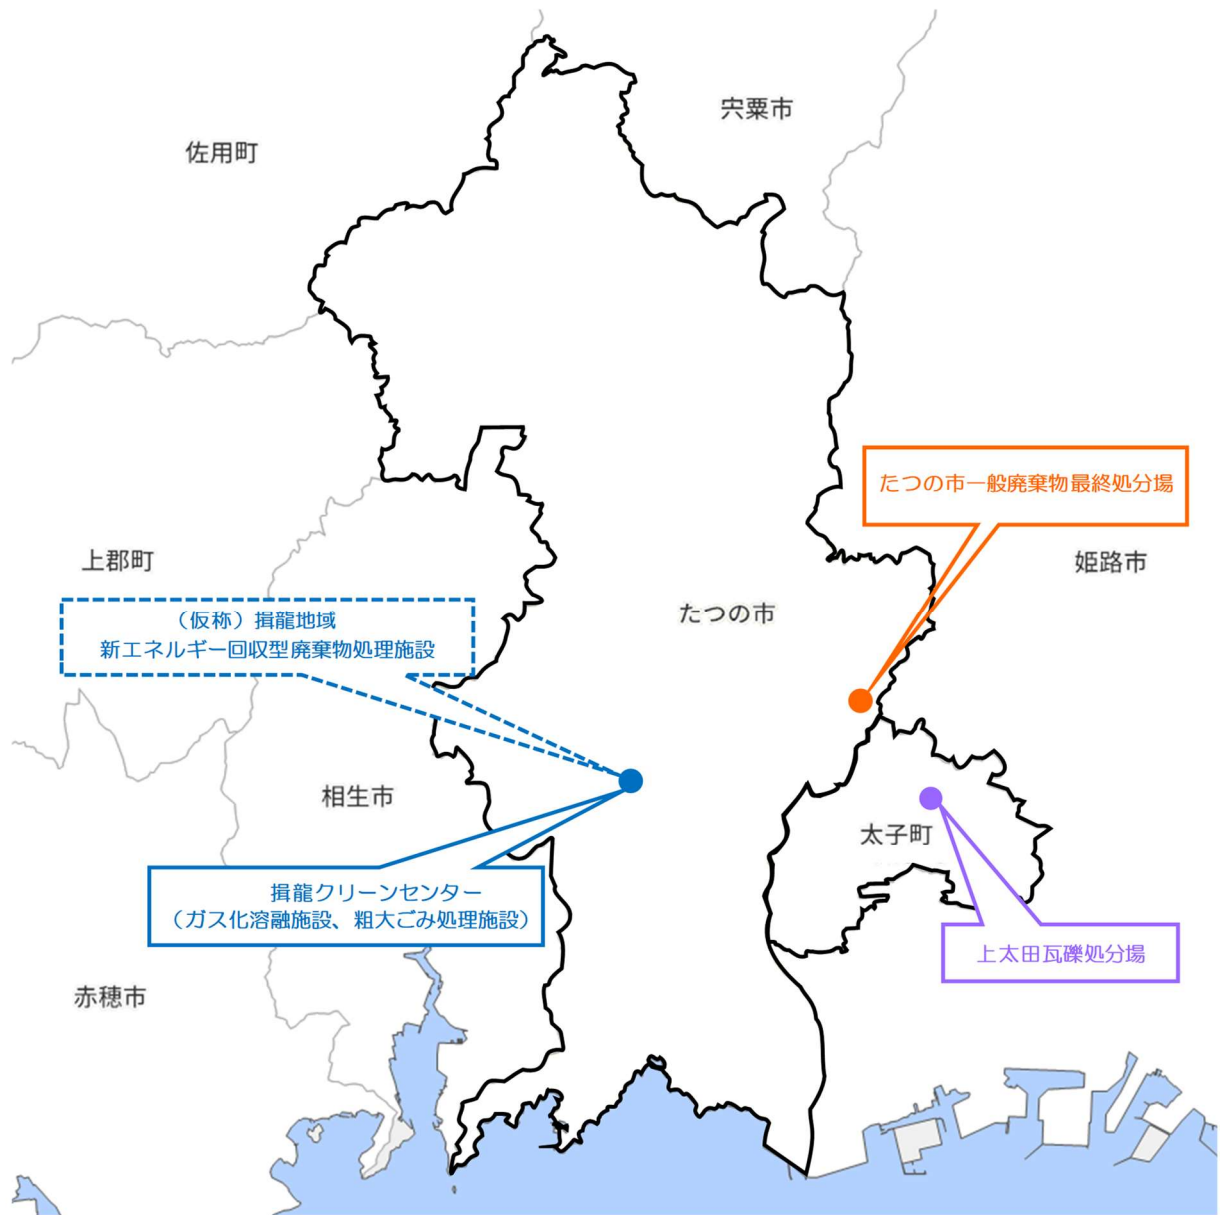 宍粟市
佐用町
たつの市一般廃棄物最終処分場
上郡町
姫路市
（仮称）揖龍地域
新エネルギー回収型廃棄物処理施設
たつの市
相生市
太子町
揖龍クリーンセンター
（ガス化溶融施設、粗大ごみ処理施設）
上太田瓦礫処分場
赤穂市